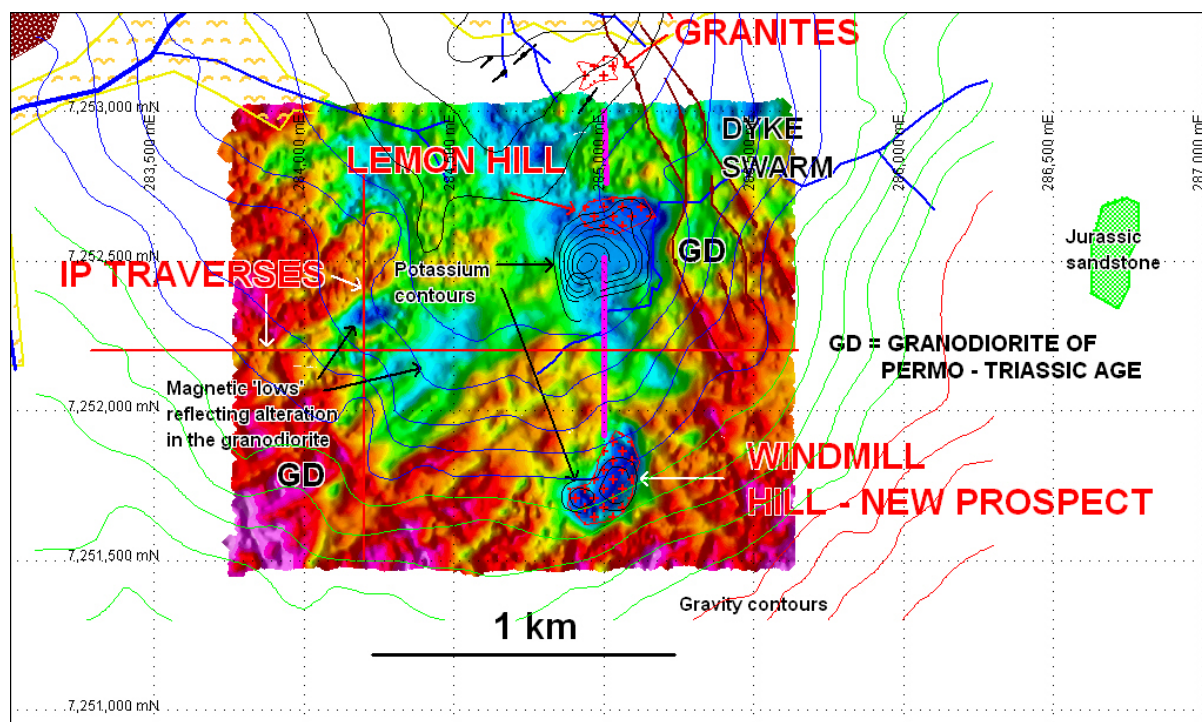 GRANITES
7,253,000 mN
283,500 mE
284,000 mE
284,500 mE
285,000 mE
286,000 mE
286,500 mE
287,000 mE
DYKE
SWARM
LEMON HILL
7,252,500 mN
GD
Jurassic
sandstone
IP TRAVERSES
Potassium
contours
GD = GRANODIORITE OF
PERMO - TRIASSIC AGE
Magnetic 'lows'
reflecting alteration
in the granodiorite
7,252,000 mN
GD
WINDMILL
HILL - NEW PROSPECT
7,251,500 mN
Gravity contours
1 km
7,251,000 mN